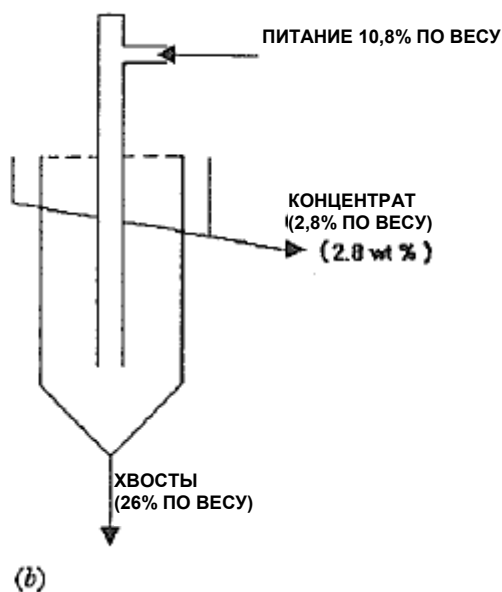 ПИТАНИЕ 10,8% ПО ВЕСУ
КОНЦЕНТРАТ
(2,8% ПО ВЕСУ)
(2.8 wt %)
ХВОСТЫ
(26% ПО ВЕСУ)
(b)